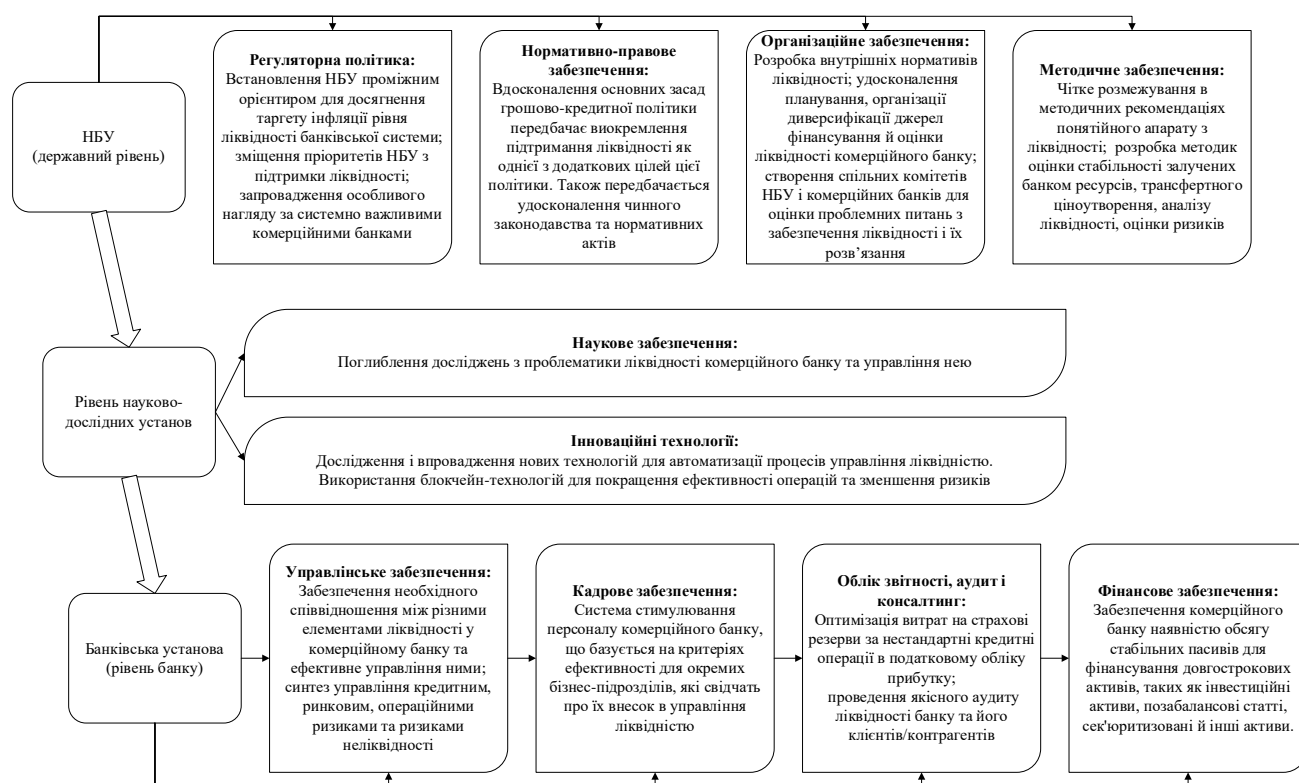 НБУ
(державний рівень)
Регуляторна політика:
Встановлення НБУ проміжним
орієнтиром для досягнення
таргету інфляції рівня
ліквідності банківської системи;
зміщення пріоритетів НБУ з
підтримки ліквідності;
запровадження особливого
нагляду за системно важливими
комерційними банками
Нормативно-правове
забезпечення:
Вдосконалення основних засад
грошово-кредитної політики
передбачає виокремлення
підтримання ліквідності як
однієї з додаткових цілей цієї
політики. Також передбачається
удосконалення чинного
законодавства та нормативних
актів
Організаційне забезпечення:
Розробка внутрішніх нормативів
ліквідності; удосконалення
планування, організації
диверсифікації джерел
фінансування й оцінки
ліквідності комерційного банку;
створення спільних комітетів
НБУ і комерційних банків для
оцінки проблемних питань з
забезпечення ліквідності і їх
розв’язання
Методичне забезпечення:
Чітке розмежування в
методичних рекомендаціях
понятійного апарату з
ліквідності; розробка методик
оцінки стабільності залучених
банком ресурсів, трансфертного
ціноутворення, аналізу
ліквідності, оцінки ризиків
Рівень науково-
дослідних установ
Наукове забезпечення:
Поглиблення досліджень з проблематики ліквідності комерційного банку та управління нею
Інноваційні технології:
Дослідження і впровадження нових технологій для автоматизації процесів управління ліквідністю.
Використання блокчейн-технологій для покращення ефективності операцій та зменшення ризиків
Банківська установа
(рівень банку)
Управлінське забезпечення:
Забезпечення необхідного
співвідношення між різними
елементами ліквідності у
комерційному банку та
ефективне управління ними;
синтез управління кредитним,
ринковим, операційними
ризиками та ризиками
неліквідності
Кадрове забезпечення:
Система стимулювання
персоналу комерційного банку,
що базується на критеріях
ефективності для окремих
бізнес-підрозділів, які свідчать
про їх внесок в управління
ліквідністю
Облік звітності, аудит і
консалтинг:
Оптимізація витрат на страхові
резерви за нестандартні кредитні
операції в податковому обліку
прибутку;
проведення якісного аудиту
ліквідності банку та його
клієнтів/контрагентів
Фінансове забезпечення:
Забезпечення комерційного
банку наявністю обсягу
стабільних пасивів для
фінансування довгострокових
активів, таких як інвестиційні
активи, позабалансові статті,
сек'юритизовані й інші активи.